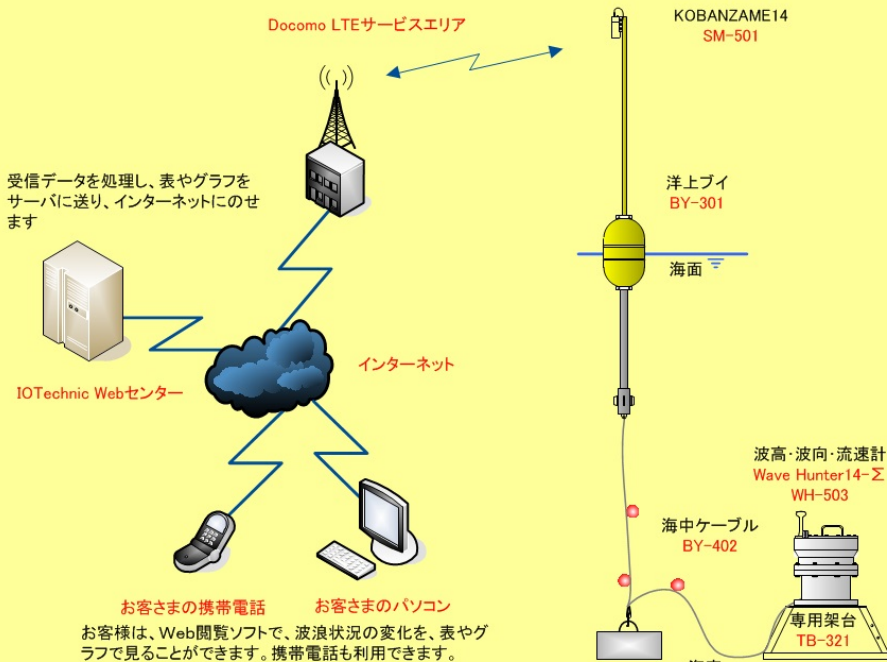 Docomo LTEサービスエリア
KOBANZAME14
SM-501
受信データを処理し、表やグラフを
サーバに送り、インターネットにのせ
ます
洋上ブイ
BY-301
海面
インターネット
IOTechnic Webセンター
波高・波向・流速計
Wave Hunter14-Σ
WH-503
海中ケーブル
BY-402
お客さまの携帯電話
お客さまのパソコン
専用架台
TB-321
お客様は、Web閲覧ソフトで、波浪状況の変化を、表やグ
ラフで見ることができます。携帯電話も利用できます。